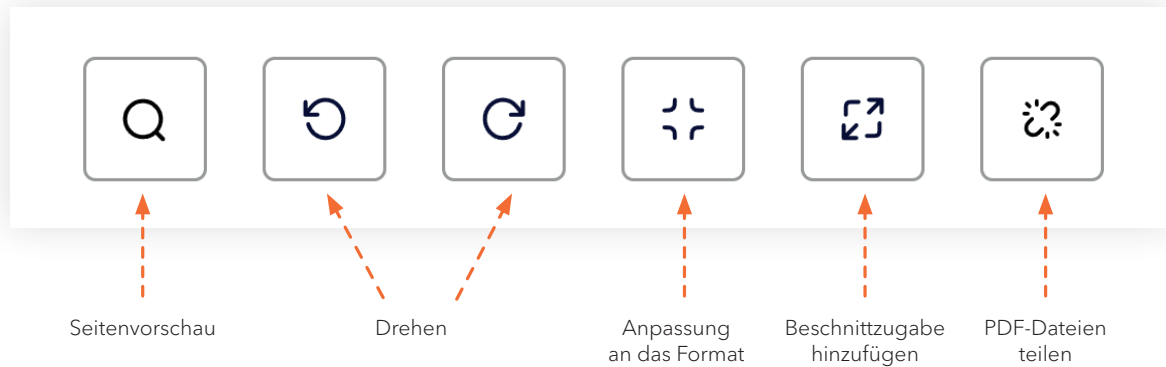 Seitenvorschau
Drehen
Anpassung
an das Format
Beschnittzugabe
hinzufügen
PDF-Dateien
teilen